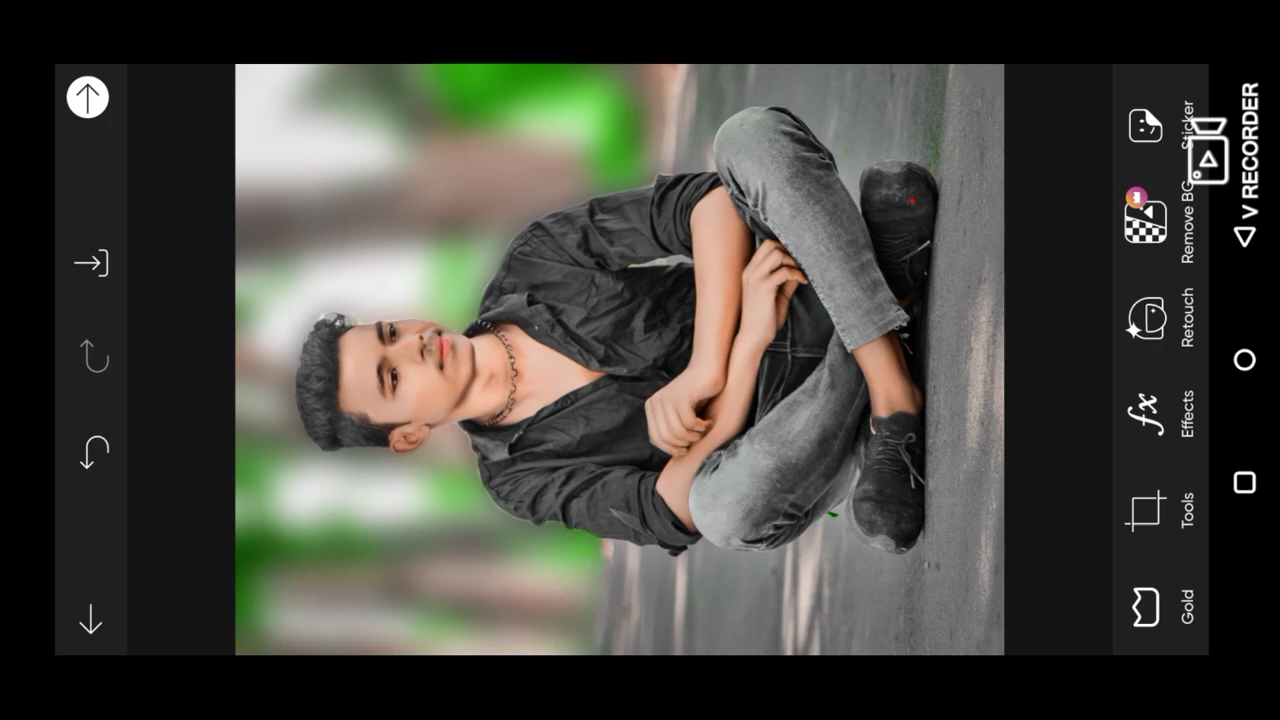 Gold
Tools
Effects
Retouch
Remove BG
Sticker
V RECORDER